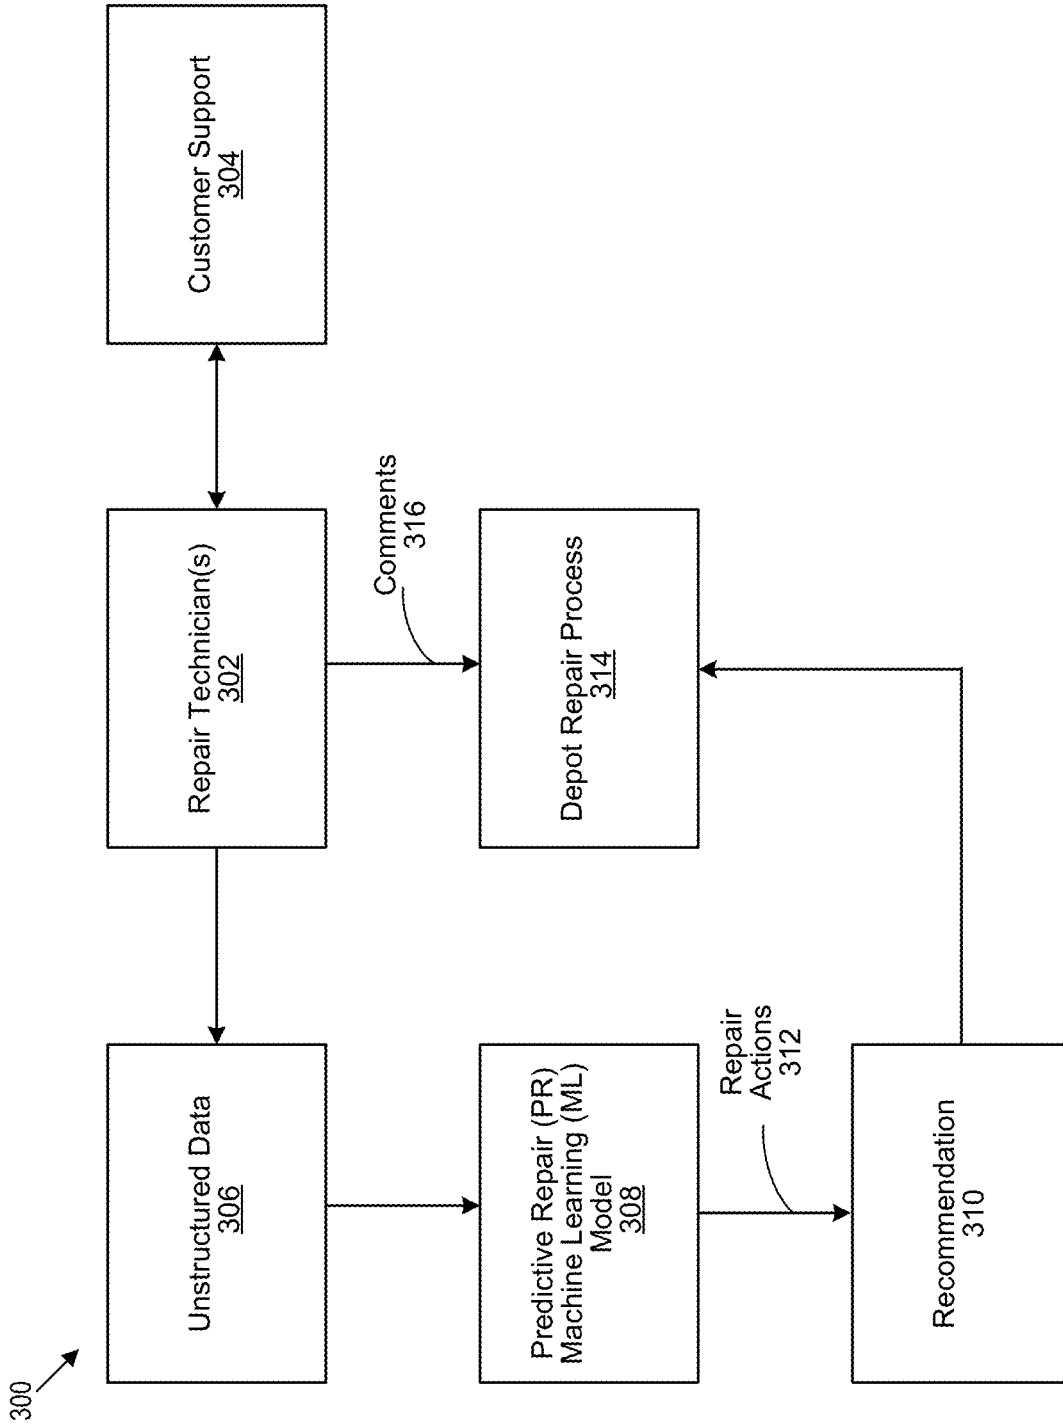 300
Unstructured Data
306
Repair Technician(s)
302
Customer Support
304
Comments
316
Predictive Repair (PR)
Machine Learning (ML)
Model
308
Depot Repair Process
314
Repair
Actions
312
Recommendation
310